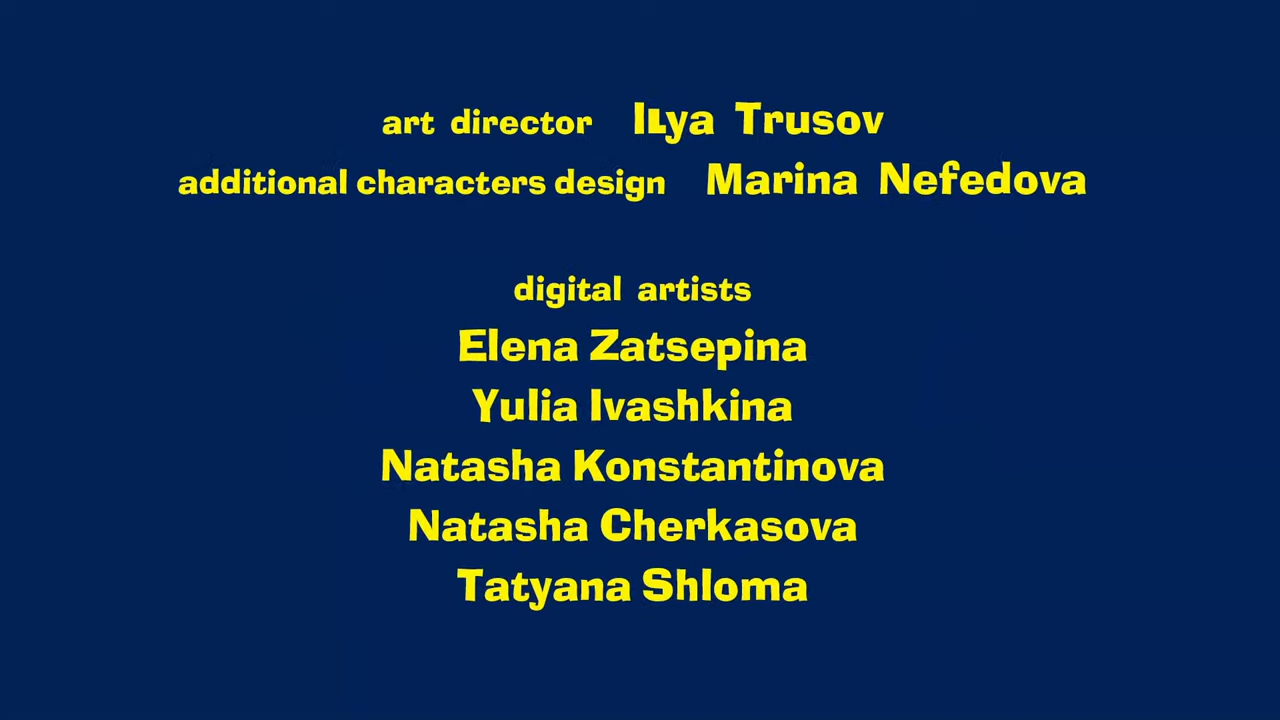 art director ILya Trusov
additional characters design Marina Nefedova
digital artists
Elena Zatsepina
Yulia Ivashkina
Natasha Konstantinova
Natasha Cherkasova
Tatyana Shloma